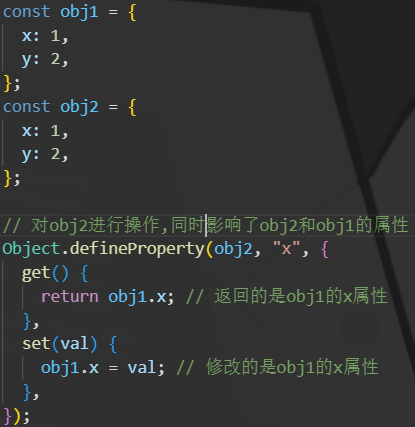 const obj1 = {
  x: 1,
  y: 2,
};
const obj2 = {
  x: 1,
  y: 2,
};
// 对obj2进行操作,同时影响了obj2和obj1的属性
Object.defineProperty(obj2, "x", {
  get() {
    return obj1.x; // 返回的是obj1的x属性
  },
  set(val) {
    obj1.x = val; // 修改的是obj1的x属性
  },
});